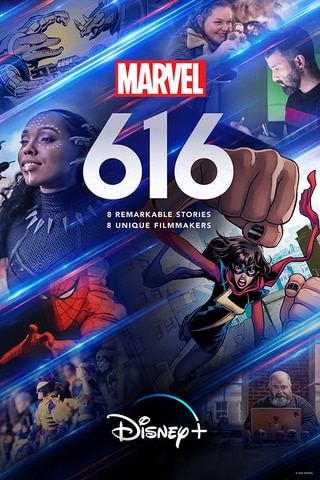 MARVEL
616
8 REMARKABLE STORIES
8 UNIQUE FILMMAKERS
Disney+